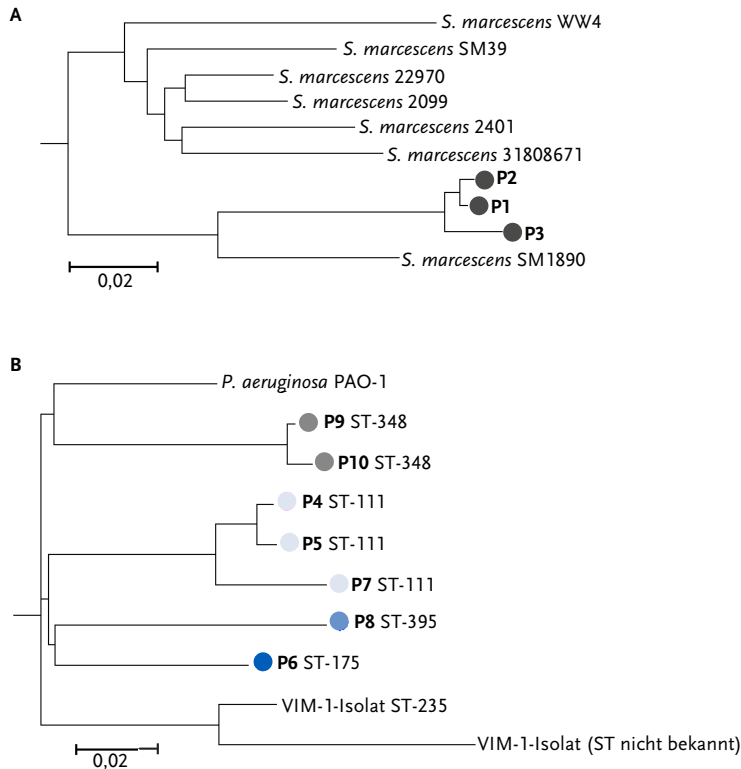 A
S. marcescens WW4
S. marcescens SM39
S. marcescens 22970
S. marcescens 2099
S. marcescens 2401
S. marcescens 31808671
P2
P1
P3
S. marcescens SM1890
0,02
B
P. aeruginosa PAO-1
P9 ST-348
P10 ST-348
P4 ST-111
P5 ST-111
P7 ST-111
P8 ST-395
P6 ST-175
VIM-1-Isolat ST-235
VIM-1-Isolat (ST nicht bekannt)
0,02